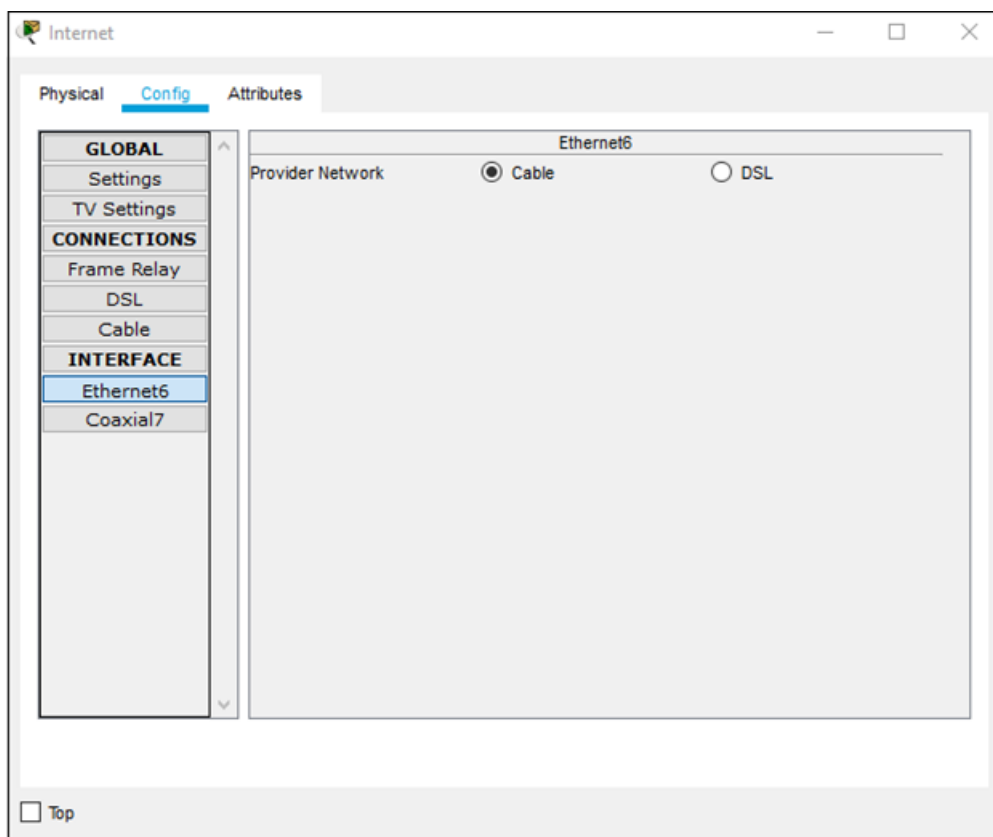 Internet
Physical Config Attributes
GLOBAL
Settings
TV Settings
CONNECTIONS
Frame Relay
DSL
Cable
INTERFACE
Ethernet6
Coaxial7
Ethernet6
Provider Network Cable DSL
Top